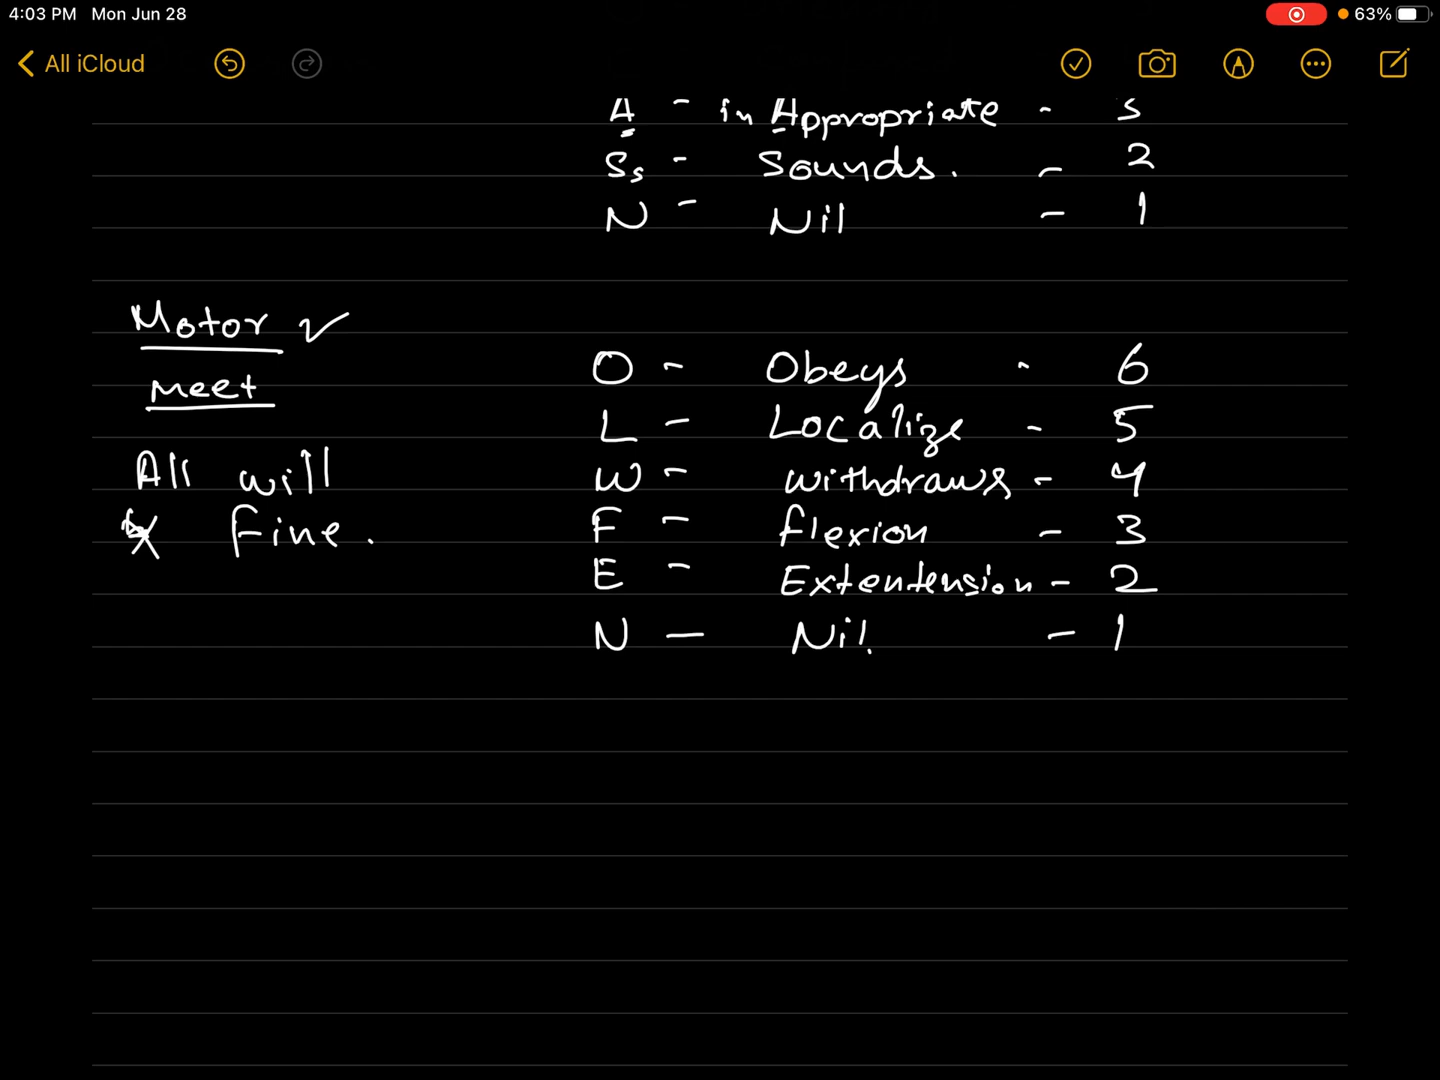 4:03 PM Mon Jun 28 63%
All iCloud
A - in Appropriate - 3
Ss - Sounds. - 2
N - Nil - 1
Motor ✓
meet
All will
Fine.
O - Obeys - 6
L - Localize - 5
W - withdraws - 4
F - flexion - 3
E - Extentension - 2
N - Nil. - 1